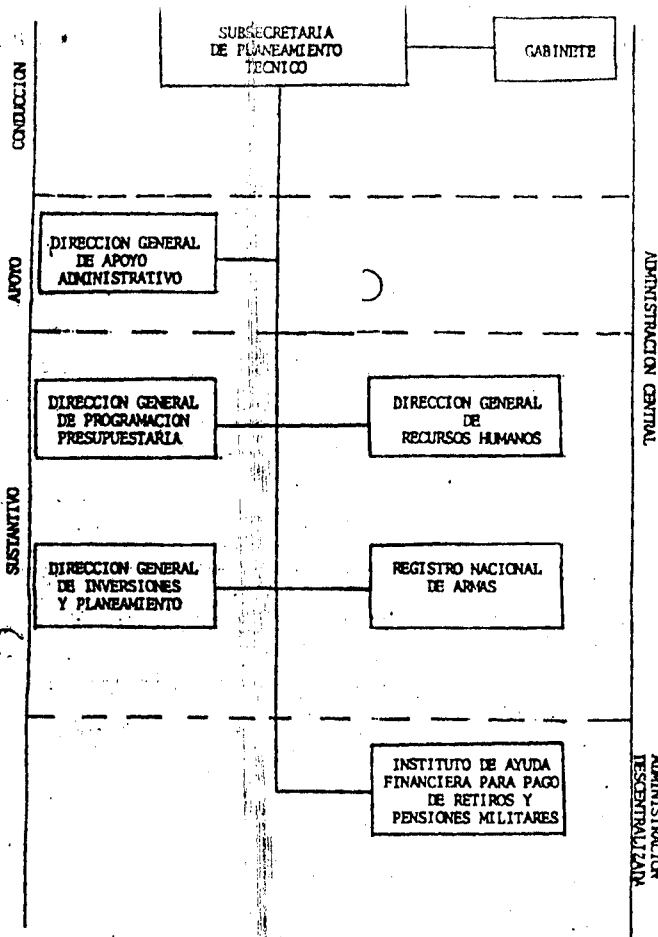 SUBSECRETARIA
DE PLANEAMIENTO
TECNICO
GABINETE
CONDUCCION
DIRECCION GENERAL
DE APOYO
ADMINISTRATIVO
APOYO
ADMINISTRACION CENTRAL
DIRECCION GENERAL
DE PROGRAMACION
PRESUPUESTARIA
DIRECCION GENERAL
DE
RECURSOS HUMANOS
SUSTANTIVO
DIRECCION GENERAL
DE INVERSIONES
Y PLANEAMIENTO
REGISTRO NACIONAL
DE ARMAS
INSTITUTO DE AYUDA
FINANCIERA PARA PAGO
DE RETIROS Y
PENSIONES MILITARES
ADMINISTRACION
DESCENTRALIZADA